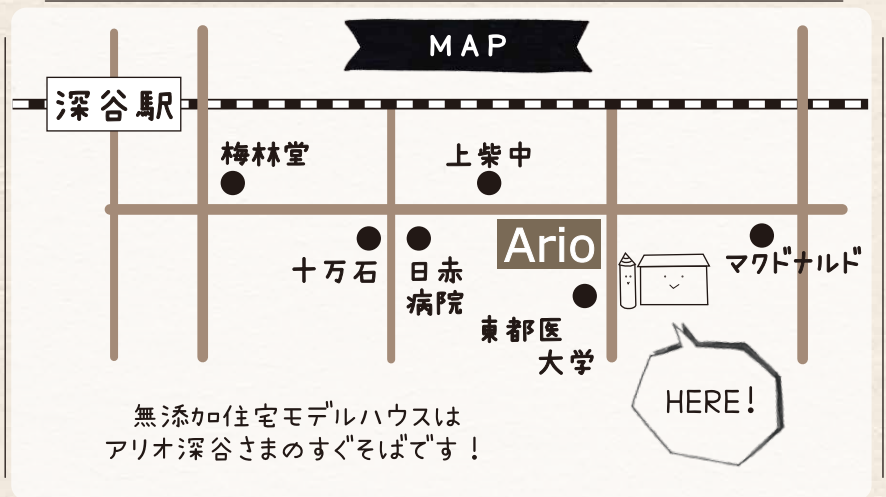 MAP
深谷駅
梅林堂
上柴中
十万石
日赤
病院
Ario
マクドナルド
東都医
大学
HERE!
無添加住宅モデルハウスは
アリオ深谷さまのすぐそばです！